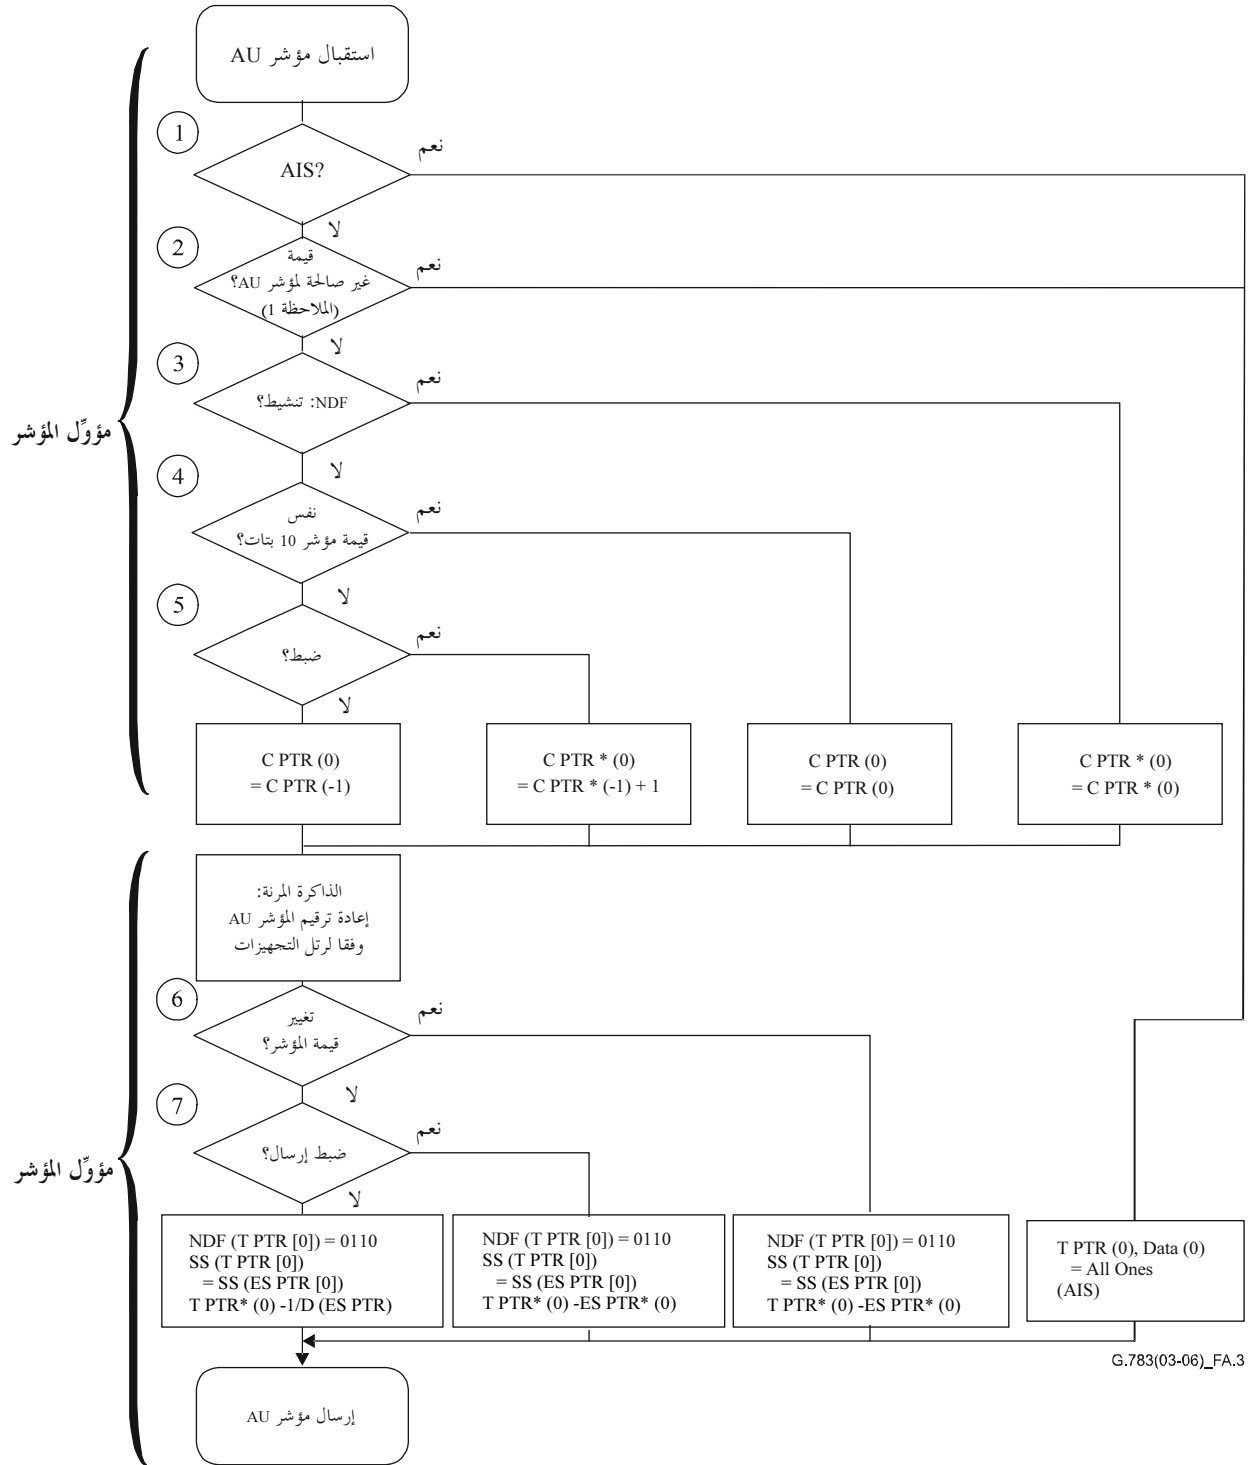 استقبال مؤشر AU
1
AIS?
نعم
لا
2
قيمة
غير صالحة لمؤشر AU؟
(الملاحظة 1)
نعم
لا
3
NDF: تنشيط؟
نعم
مؤوِّل المؤشر
لا
4
نفس
قيمة مؤشر 10 بتات؟
نعم
لا
5
ضبط؟
نعم
لا
C PTR (0)
= C PTR (-1)
C PTR * (0)
= C PTR * (-1) + 1
C PTR (0)
= C PTR (0)
C PTR * (0)
= C PTR * (0)
الذاكرة المرنة:
إعادة ترقيم المؤشر AU
وفقا لرتل التجهيزات
6
تغيير
قيمة المؤشر؟
نعم
لا
7
ضبط إرسال؟
نعم
مؤوِّل المؤشر
لا
NDF (T PTR [0]) = 0110
SS (T PTR [0])
= SS (ES PTR [0])
T PTR* (0) -1/D (ES PTR)
NDF (T PTR [0]) = 0110
SS (T PTR [0])
= SS (ES PTR [0])
T PTR* (0) -ES PTR* (0)
NDF (T PTR [0]) = 0110
SS (T PTR [0])
= SS (ES PTR [0])
T PTR* (0) -ES PTR* (0)
T PTR (0), Data (0)
= All Ones
(AIS)
G.783(03-06)_FA.3
إرسال مؤشر AU